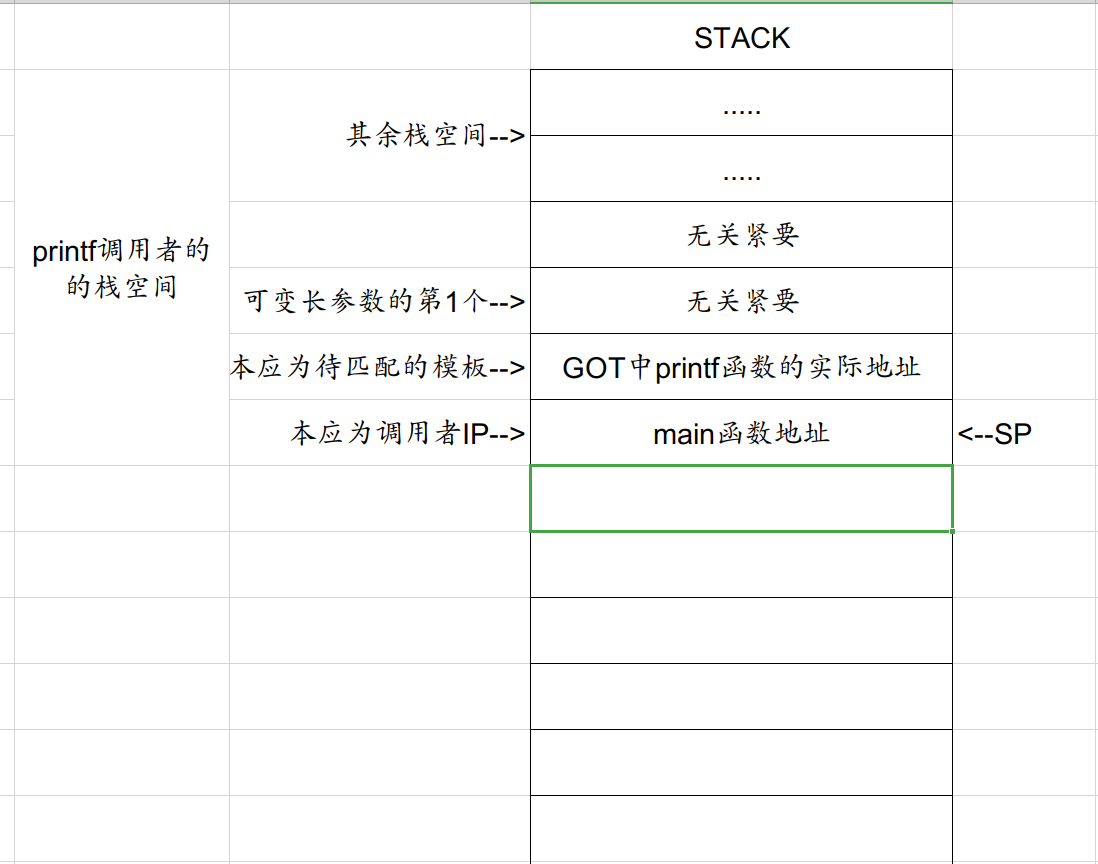 STACK
.....
其余栈空间-->
.....
无关紧要
printf调用者的
的栈空间
可变长参数的第1个-->
无关紧要
本应为待匹配的模板-->
GOT中printf函数的实际地址
本应为调用者IP-->
main函数地址
<--SP